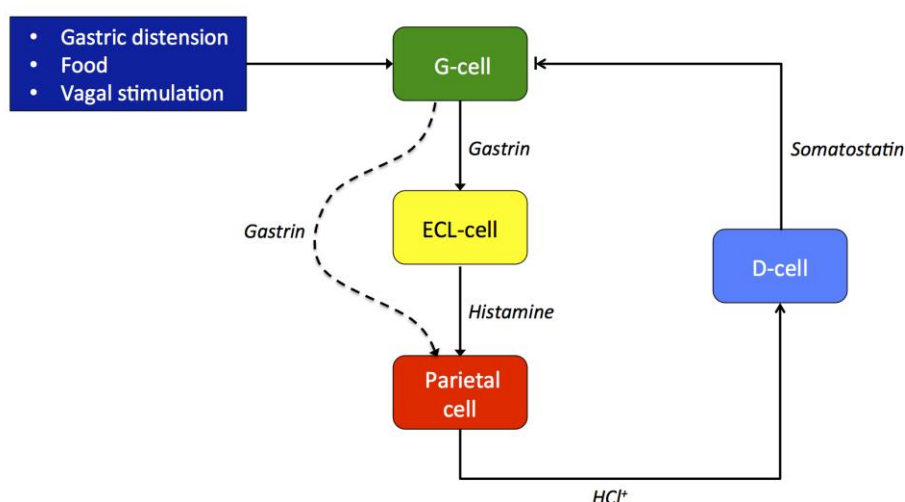 • Gastric distension
• Food
• Vagal stimulation
G-cell
Gastrin
Somatostatin
Gastrin
ECL-cell
D-cell
Histamine
Parietal
cell
HCl⁺